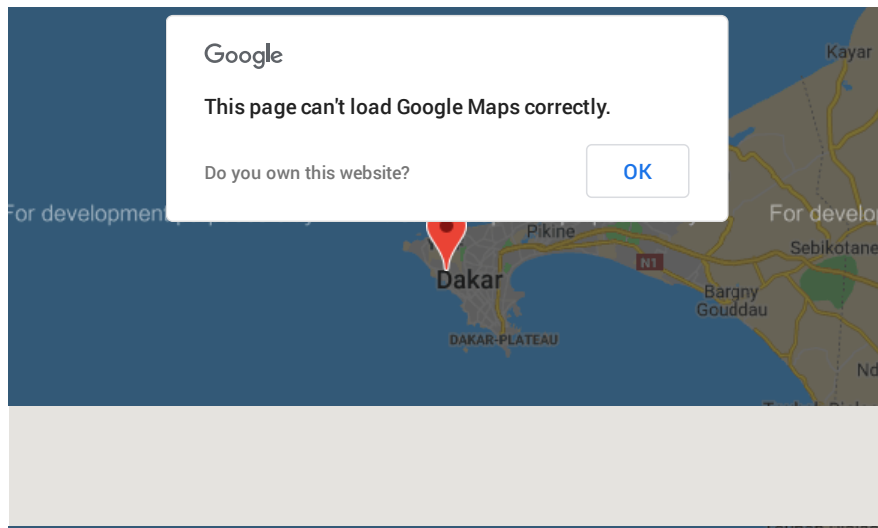 Google
Kayar
This page can't load Google Maps correctly.
Do you own this website?
OK
For development
For develo
Pikine
Sebikotane
N1
Dakar
Bargny
Gouddau
DAKAR-PLATEAU
Nd